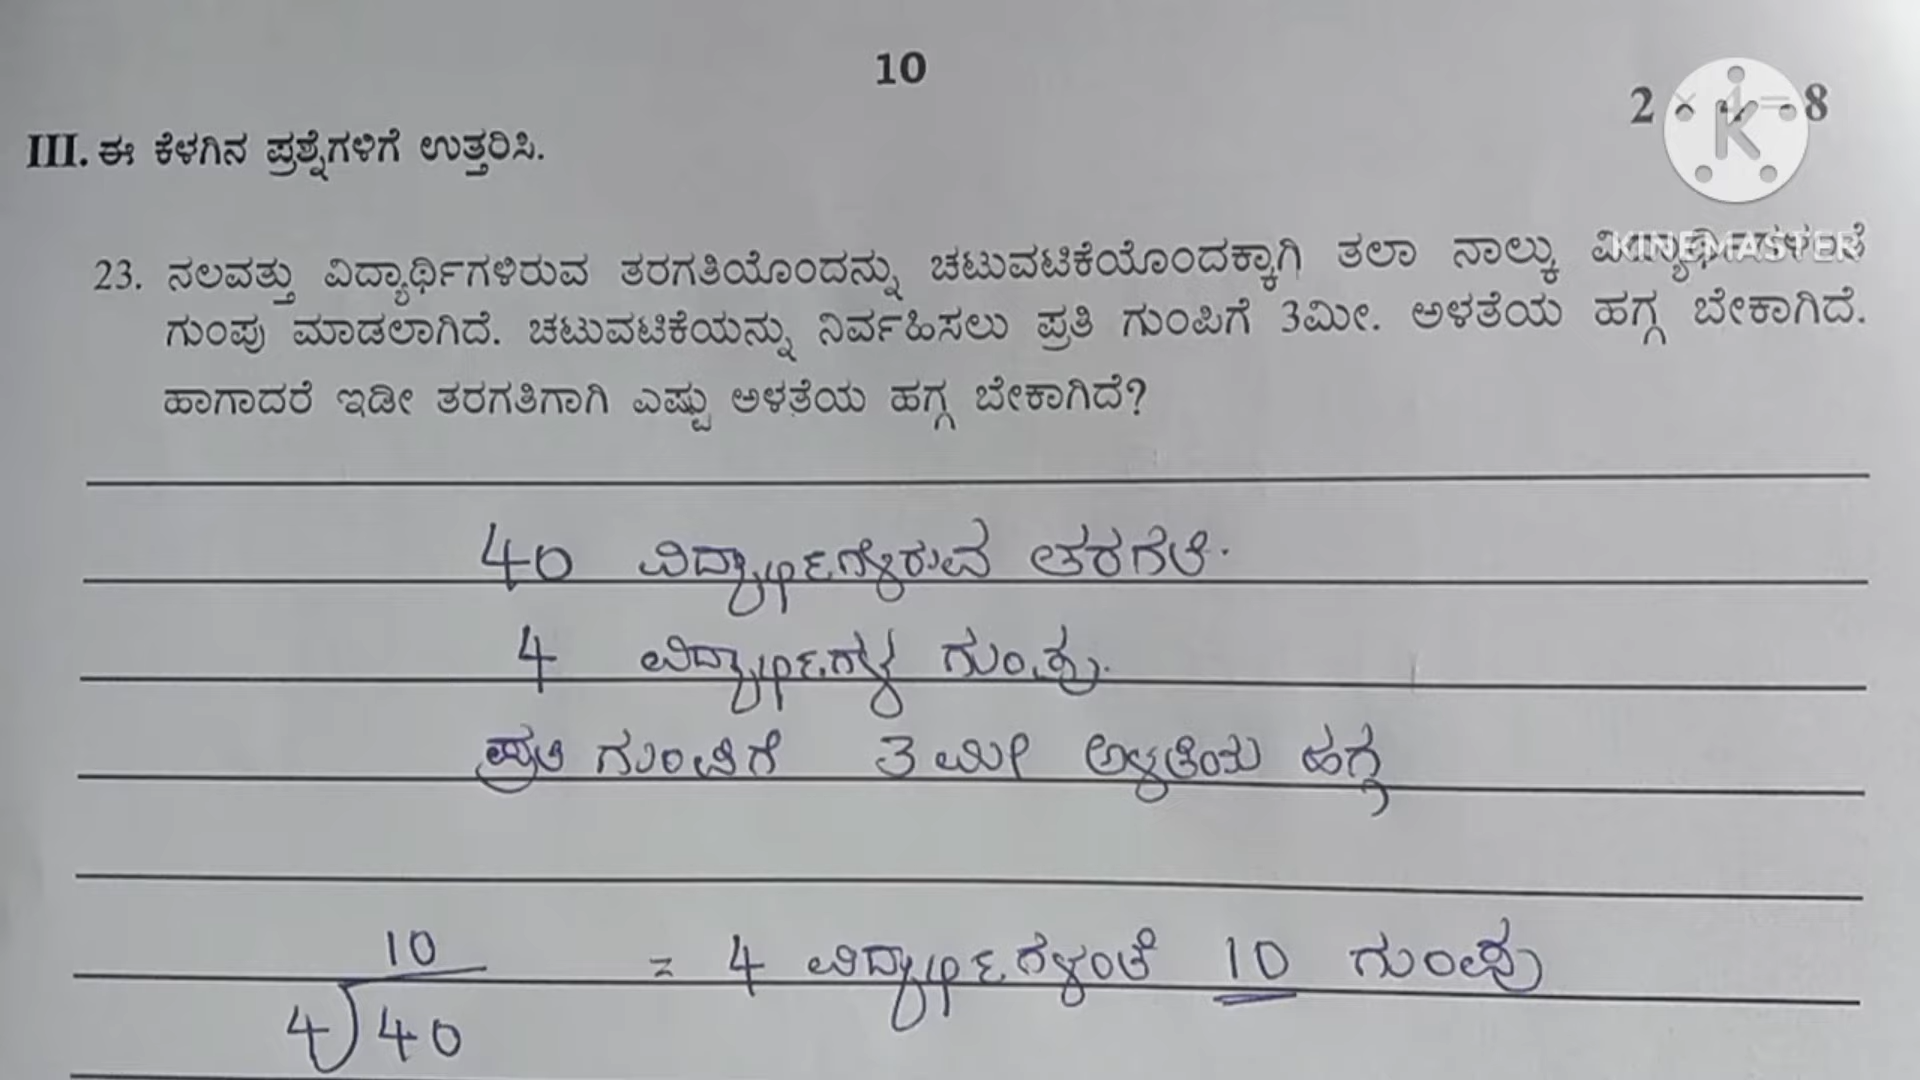 10
2 × 4 = 8
III. ಈ ಕೆಳಗಿನ ಪ್ರಶ್ನೆಗಳಿಗೆ ಉತ್ತರಿಸಿ.
KINEMASTER
23. ನಲವತ್ತು ವಿದ್ಯಾರ್ಥಿಗಳಿರುವ ತರಗತಿಯೊಂದನ್ನು ಚಟುವಟಿಕೆಯೊಂದಕ್ಕಾಗಿ ತಲಾ ನಾಲ್ಕು
ಗುಂಪು ಮಾಡಲಾಗಿದೆ. ಚಟುವಟಿಕೆಯನ್ನು ನಿರ್ವಹಿಸಲು ಪ್ರತಿ ಗುಂಪಿಗೆ 3ಮೀ. ಅಳತೆಯ ಹಗ್ಗ ಬೇಕಾಗಿದೆ.
ಹಾಗಾದರೆ ಇಡೀ ತರಗತಿಗಾಗಿ ಎಷ್ಟು ಅಳತೆಯ ಹಗ್ಗ ಬೇಕಾಗಿದೆ?
40 ವಿದ್ಯಾರ್ಥಿಗಳಿರುವ ತರಗತಿ.
4 ವಿದ್ಯಾರ್ಥಿಗಳ ಗುಂಪು.
ಪ್ರತಿ ಗುಂಪಿಗೆ 3 ಮೀ ಅಳತೆಯ ಹಗ್ಗ
10
= 4 ವಿದ್ಯಾರ್ಥಿಗಳಂತೆ 10 ಗುಂಪು
4)40